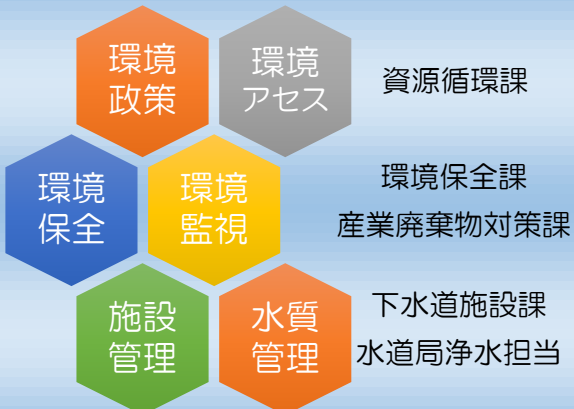 環境
政策
環境
アセス
資源循環課
環境
保全
環境
監視
環境保全課
産業廃棄物対策課
施設
管理
水質
管理
下水道施設課
水道局浄水担当